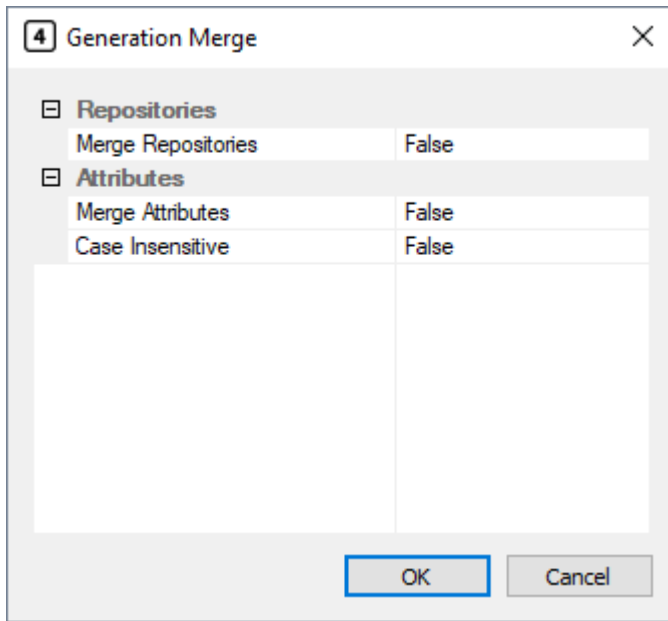 4 Generation Merge
Repositories
Merge Repositories False
Attributes
Merge Attributes False
Case Insensitive False
OK Cancel